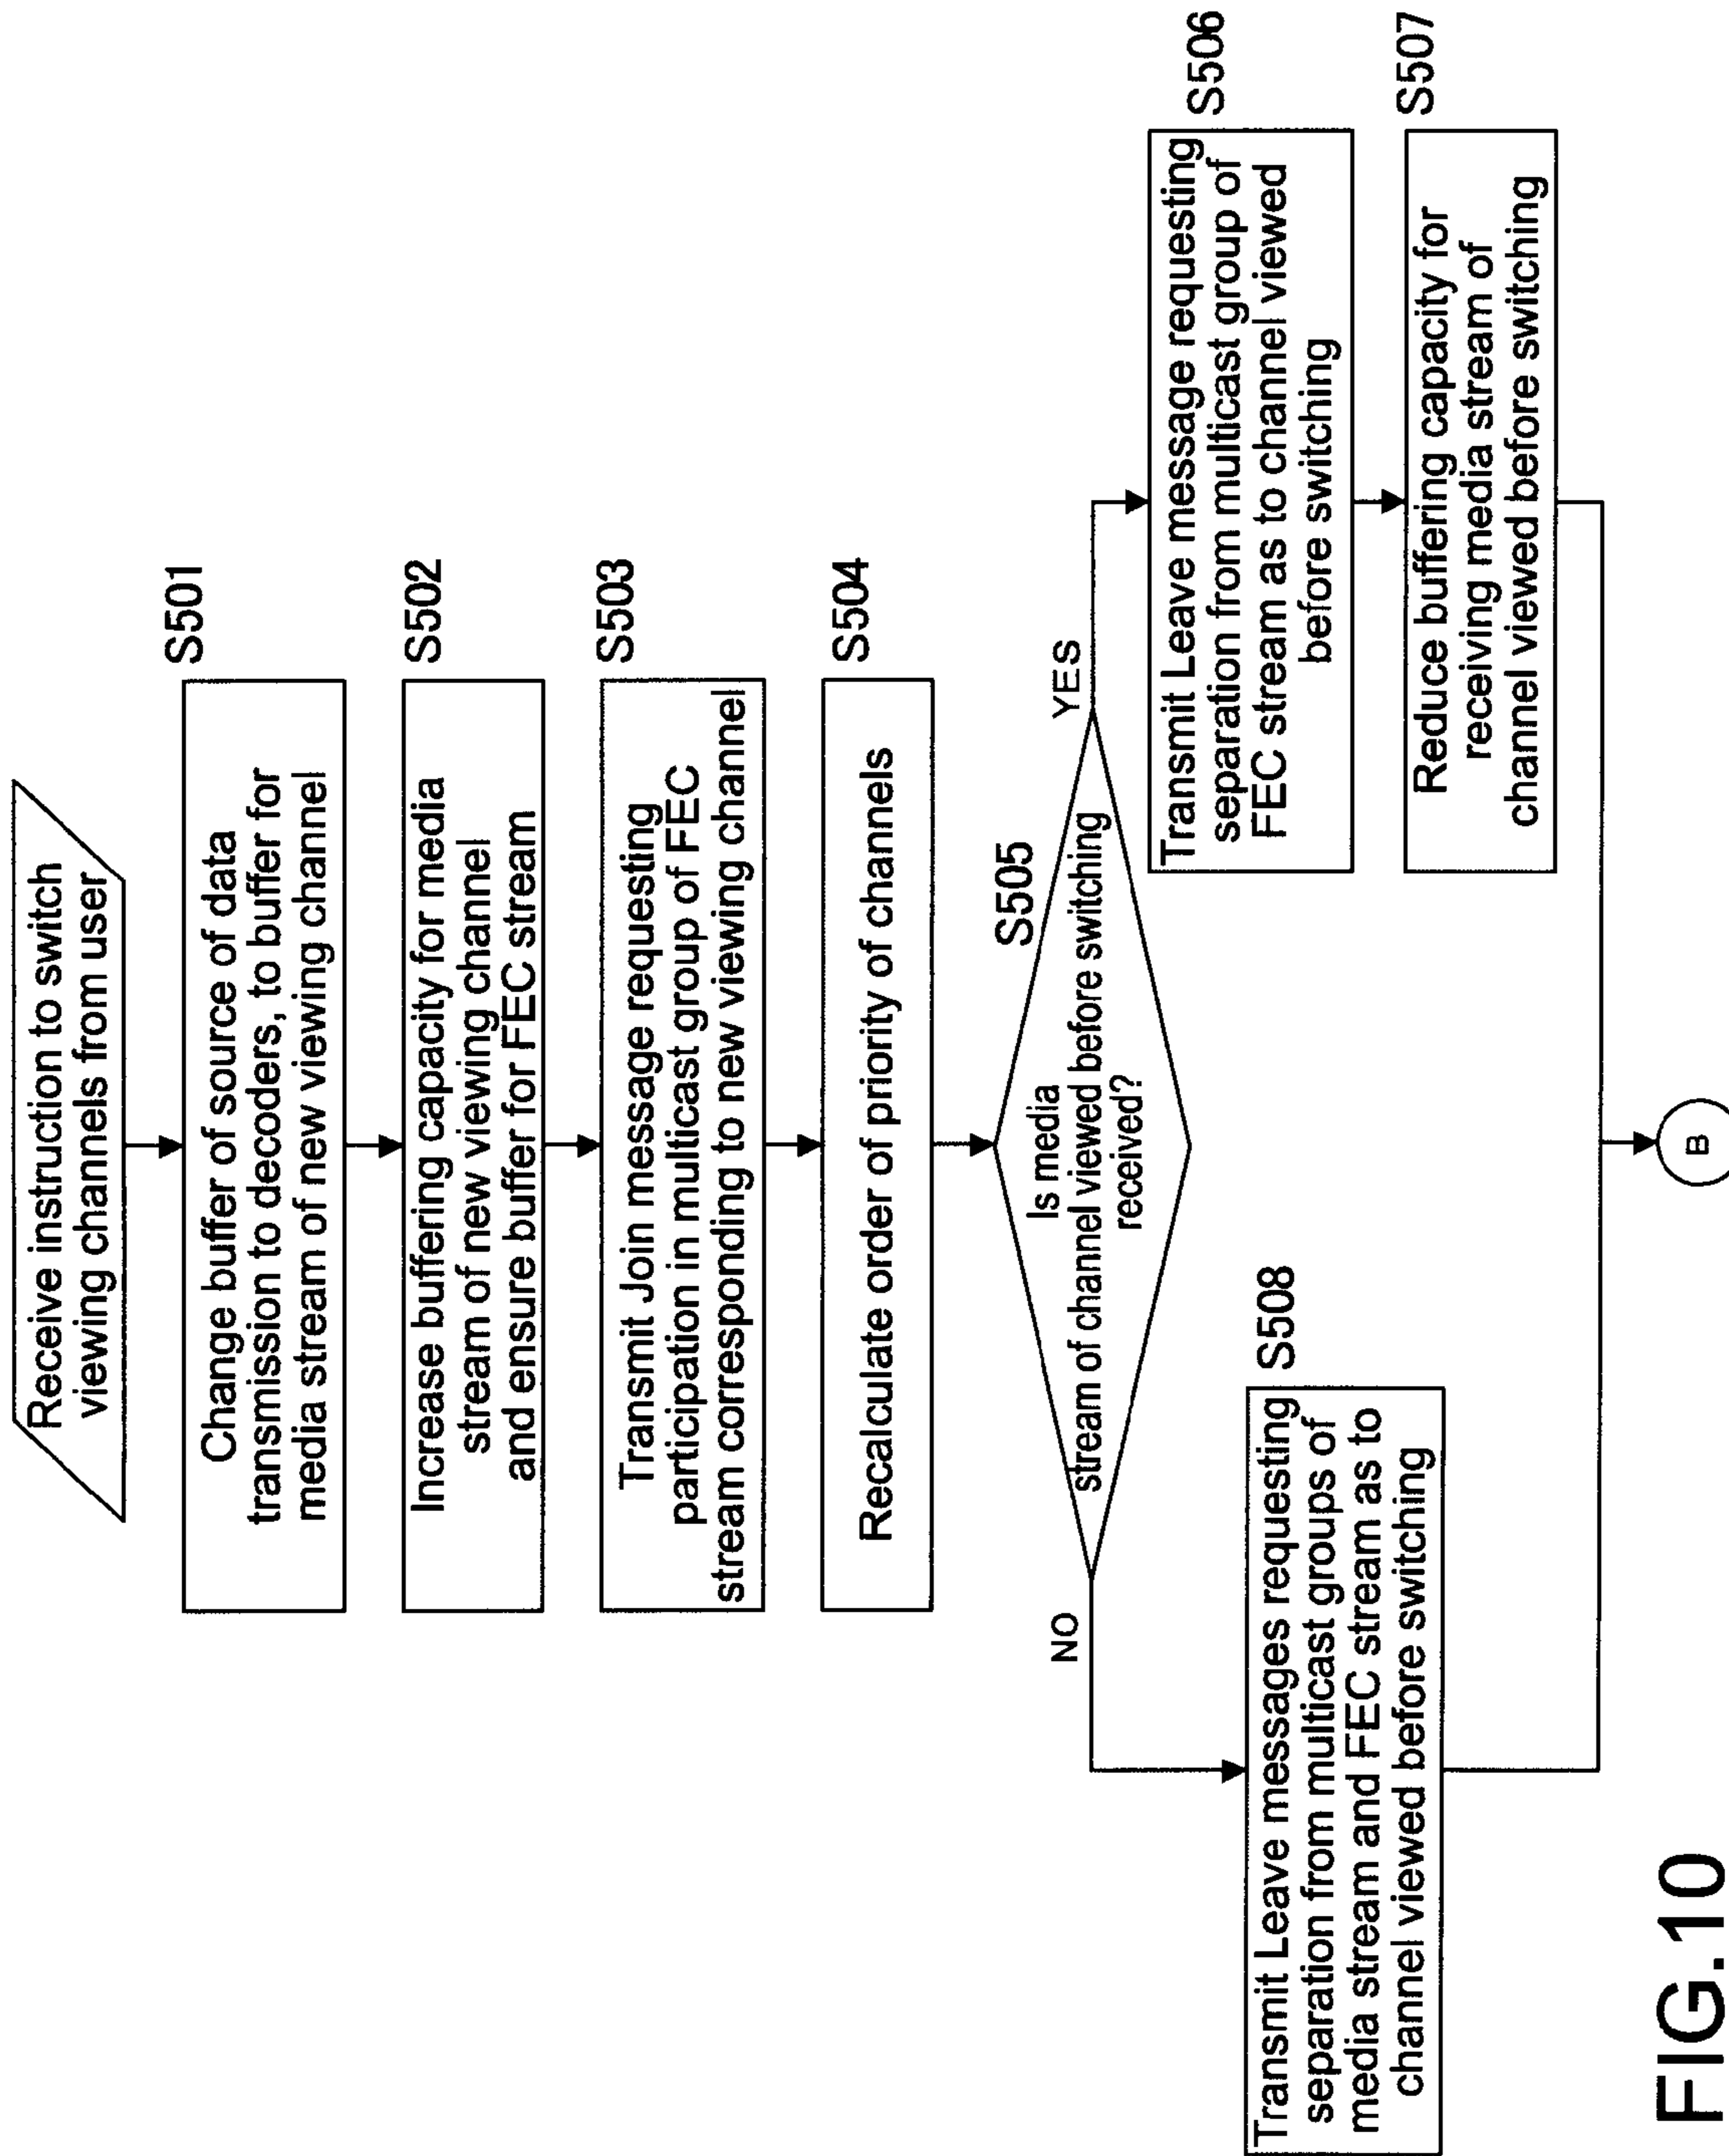 Receive instruction to switch
viewing channels from user
S501
Change buffer of source of data
transmission to decoders, to buffer for
media stream of new viewing channel
S502
Increase buffering capacity for media
stream of new viewing channel
and ensure buffer for FEC stream
S503
Transmit Join message requesting
participation in multicast group of FEC
stream corresponding to new viewing channel
S504
Recalculate order of priority of channels
S505
Is media
stream of channel viewed before switching
received?
YES
NO
S506
Transmit Leave message requesting
separation from multicast group of
FEC stream as to channel viewed
before switching
S507
Reduce buffering capacity for
receiving media stream of
channel viewed before switching
S508
Transmit Leave messages requesting
separation from multicast groups of
media stream and FEC stream as to
channel viewed before switching
B
FIG.10